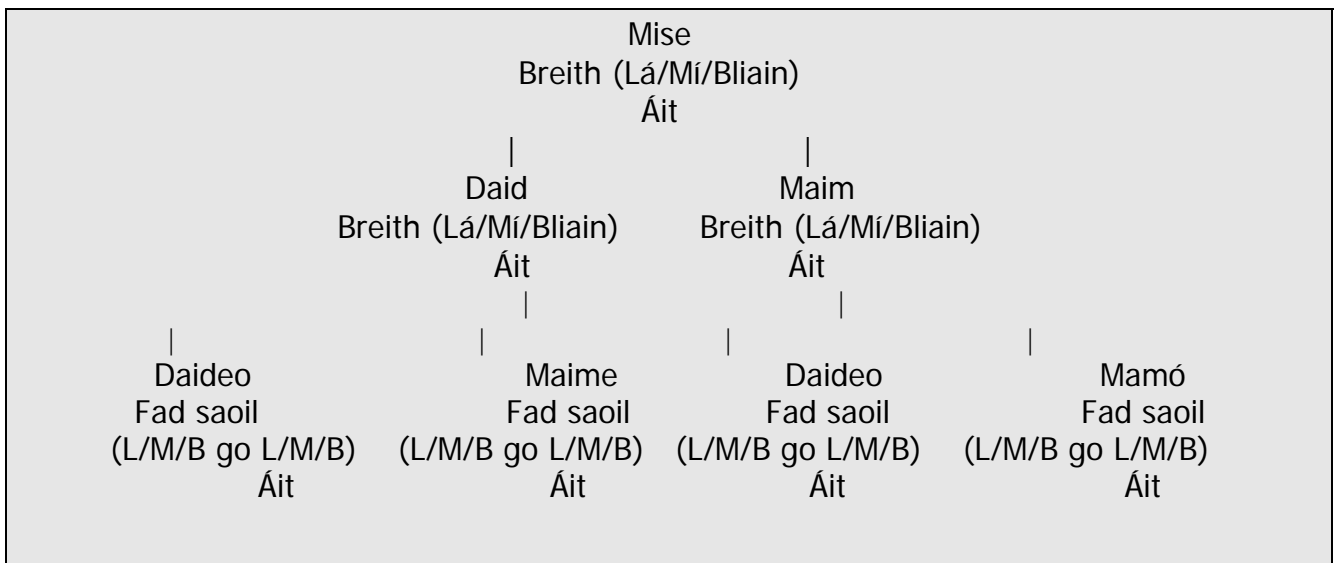 Mise
Breith (Lá/Mí/Bliain)
Áit
| |
Daid Maim
Breith (Lá/Mí/Bliain) Breith (Lá/Mí/Bliain)
Áit Áit
| |
| | | |
Daideo Maime Daideo Mamó
Fad saoil Fad saoil Fad saoil Fad saoil
(L/M/B go L/M/B) (L/M/B go L/M/B) (L/M/B go L/M/B) (L/M/B go L/M/B)
Áit Áit Áit Áit